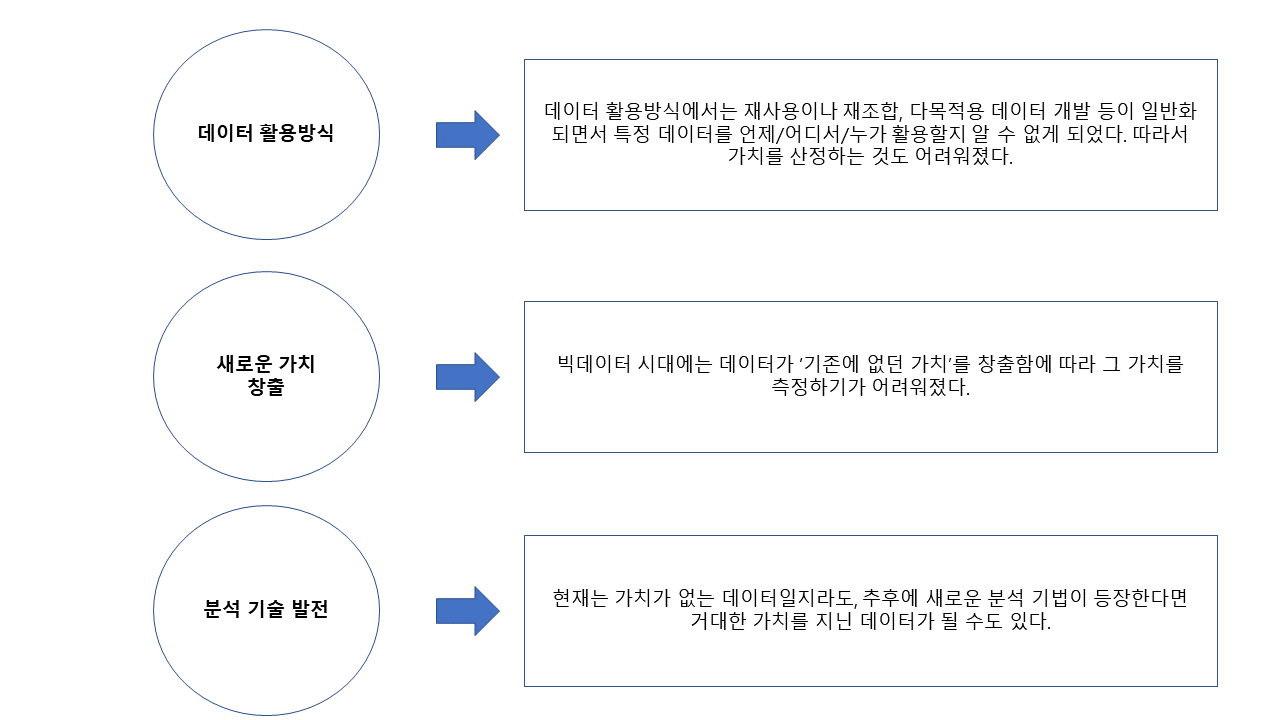 데이터 활용방식
데이터 활용방식에서는 재사용이나 재조합, 다목적용 데이터 개발 등이 일반화
되면서 특정 데이터를 언제/어디서/누가 활용할지 알 수 없게 되었다. 따라서
가치를 산정하는 것도 어려워졌다.
새로운 가치
창출
빅데이터 시대에는 데이터가 ‘기존에 없던 가치’를 창출함에 따라 그 가치를
측정하기가 어려워졌다.
분석 기술 발전
현재는 가치가 없는 데이터일지라도, 추후에 새로운 분석 기법이 등장한다면
거대한 가치를 지닌 데이터가 될 수도 있다.